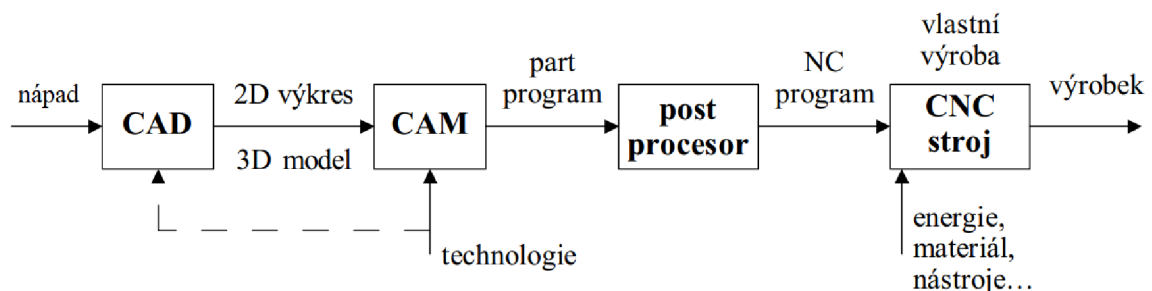 nápad
CAD
2D výkres
3D model
CAM
part
program
post
procesor
NC
program
vlastní
výroba
CNC
stroj
výrobek
technologie
energie,
materiál,
nástroje…